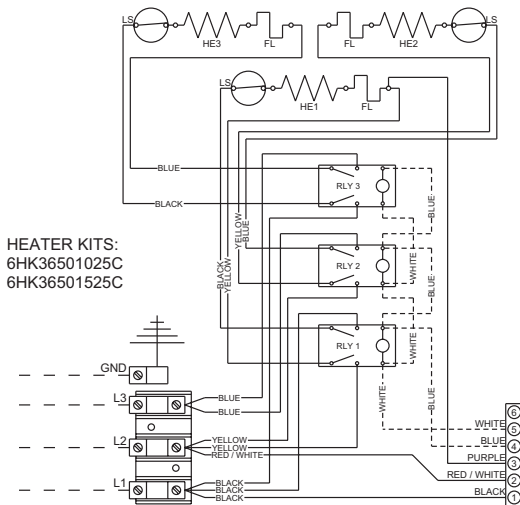 LS
HE3
FL
FL
HE2
LS
LS
HE1
FL
BLUE
BLACK
RLY 3
BLUE
YELLOW
BLUE
WHITE
RLY 2
BLUE
BLACK
YELLOW
WHITE
RLY 1
HEATER KITS:
6HK36501025C
6HK36501525C
GND
WHITE
BLUE
L3
BLUE
BLUE
L2
YELLOW
YELLOW
RED / WHITE
L1
BLACK
BLACK
BLACK
6
WHITE 5
BLUE 4
PURPLE 3
RED / WHITE 2
BLACK 1